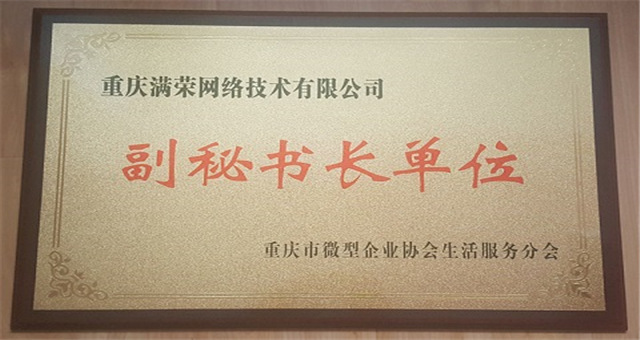 重庆满荣网络技术有限公司
副秘书长单位
重庆市微型企业协会生活服务分会